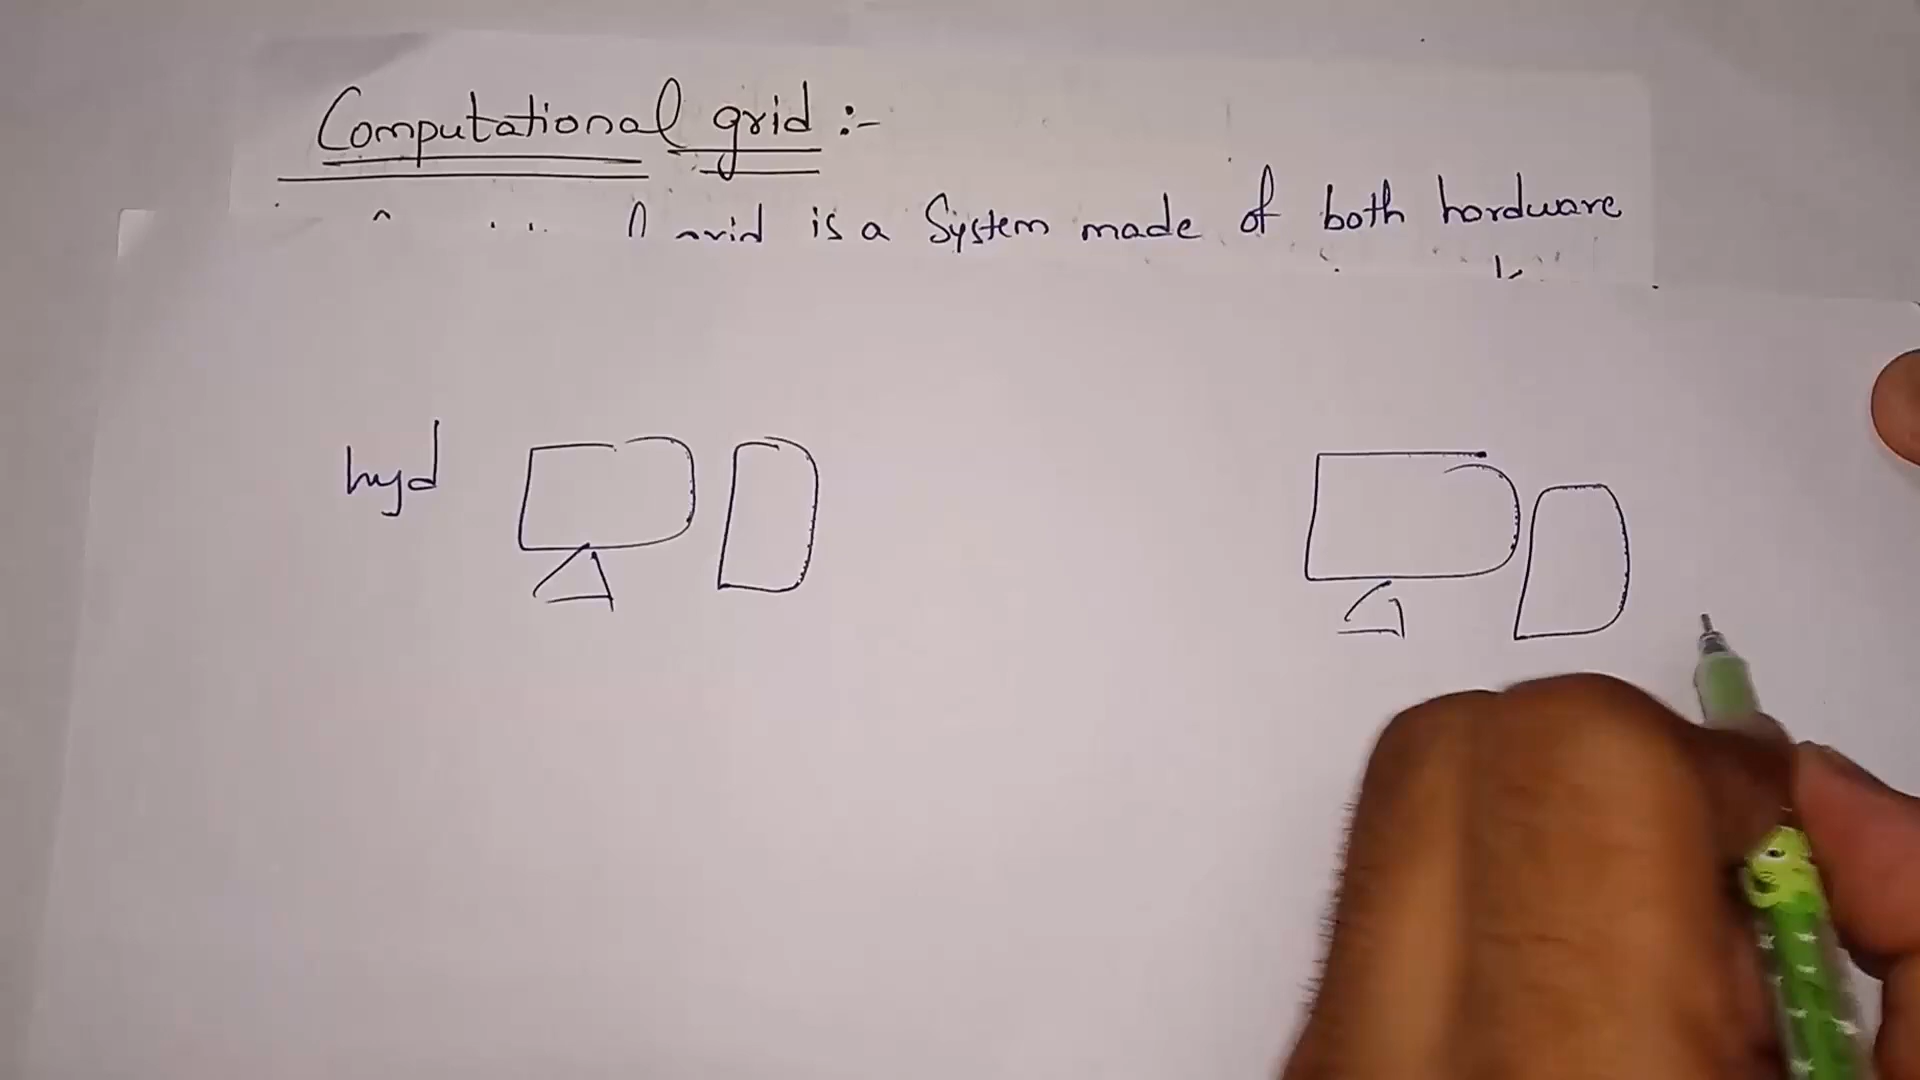 Computational grid :-
grid is a System made of both hardware
hyd